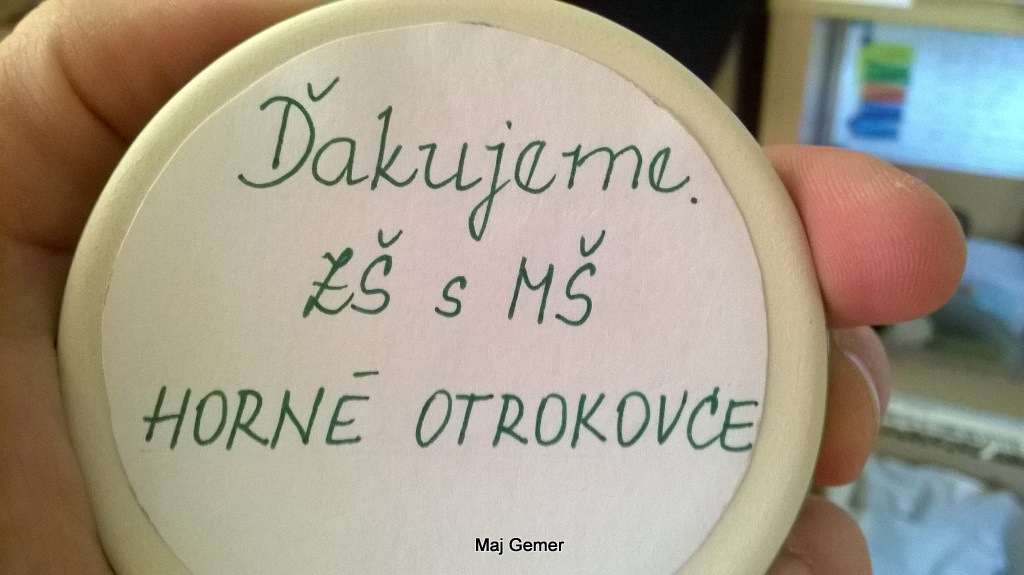 Ďakujeme.
ZŠ s MŠ
HORNÉ OTROKOVCE
Maj Gemer